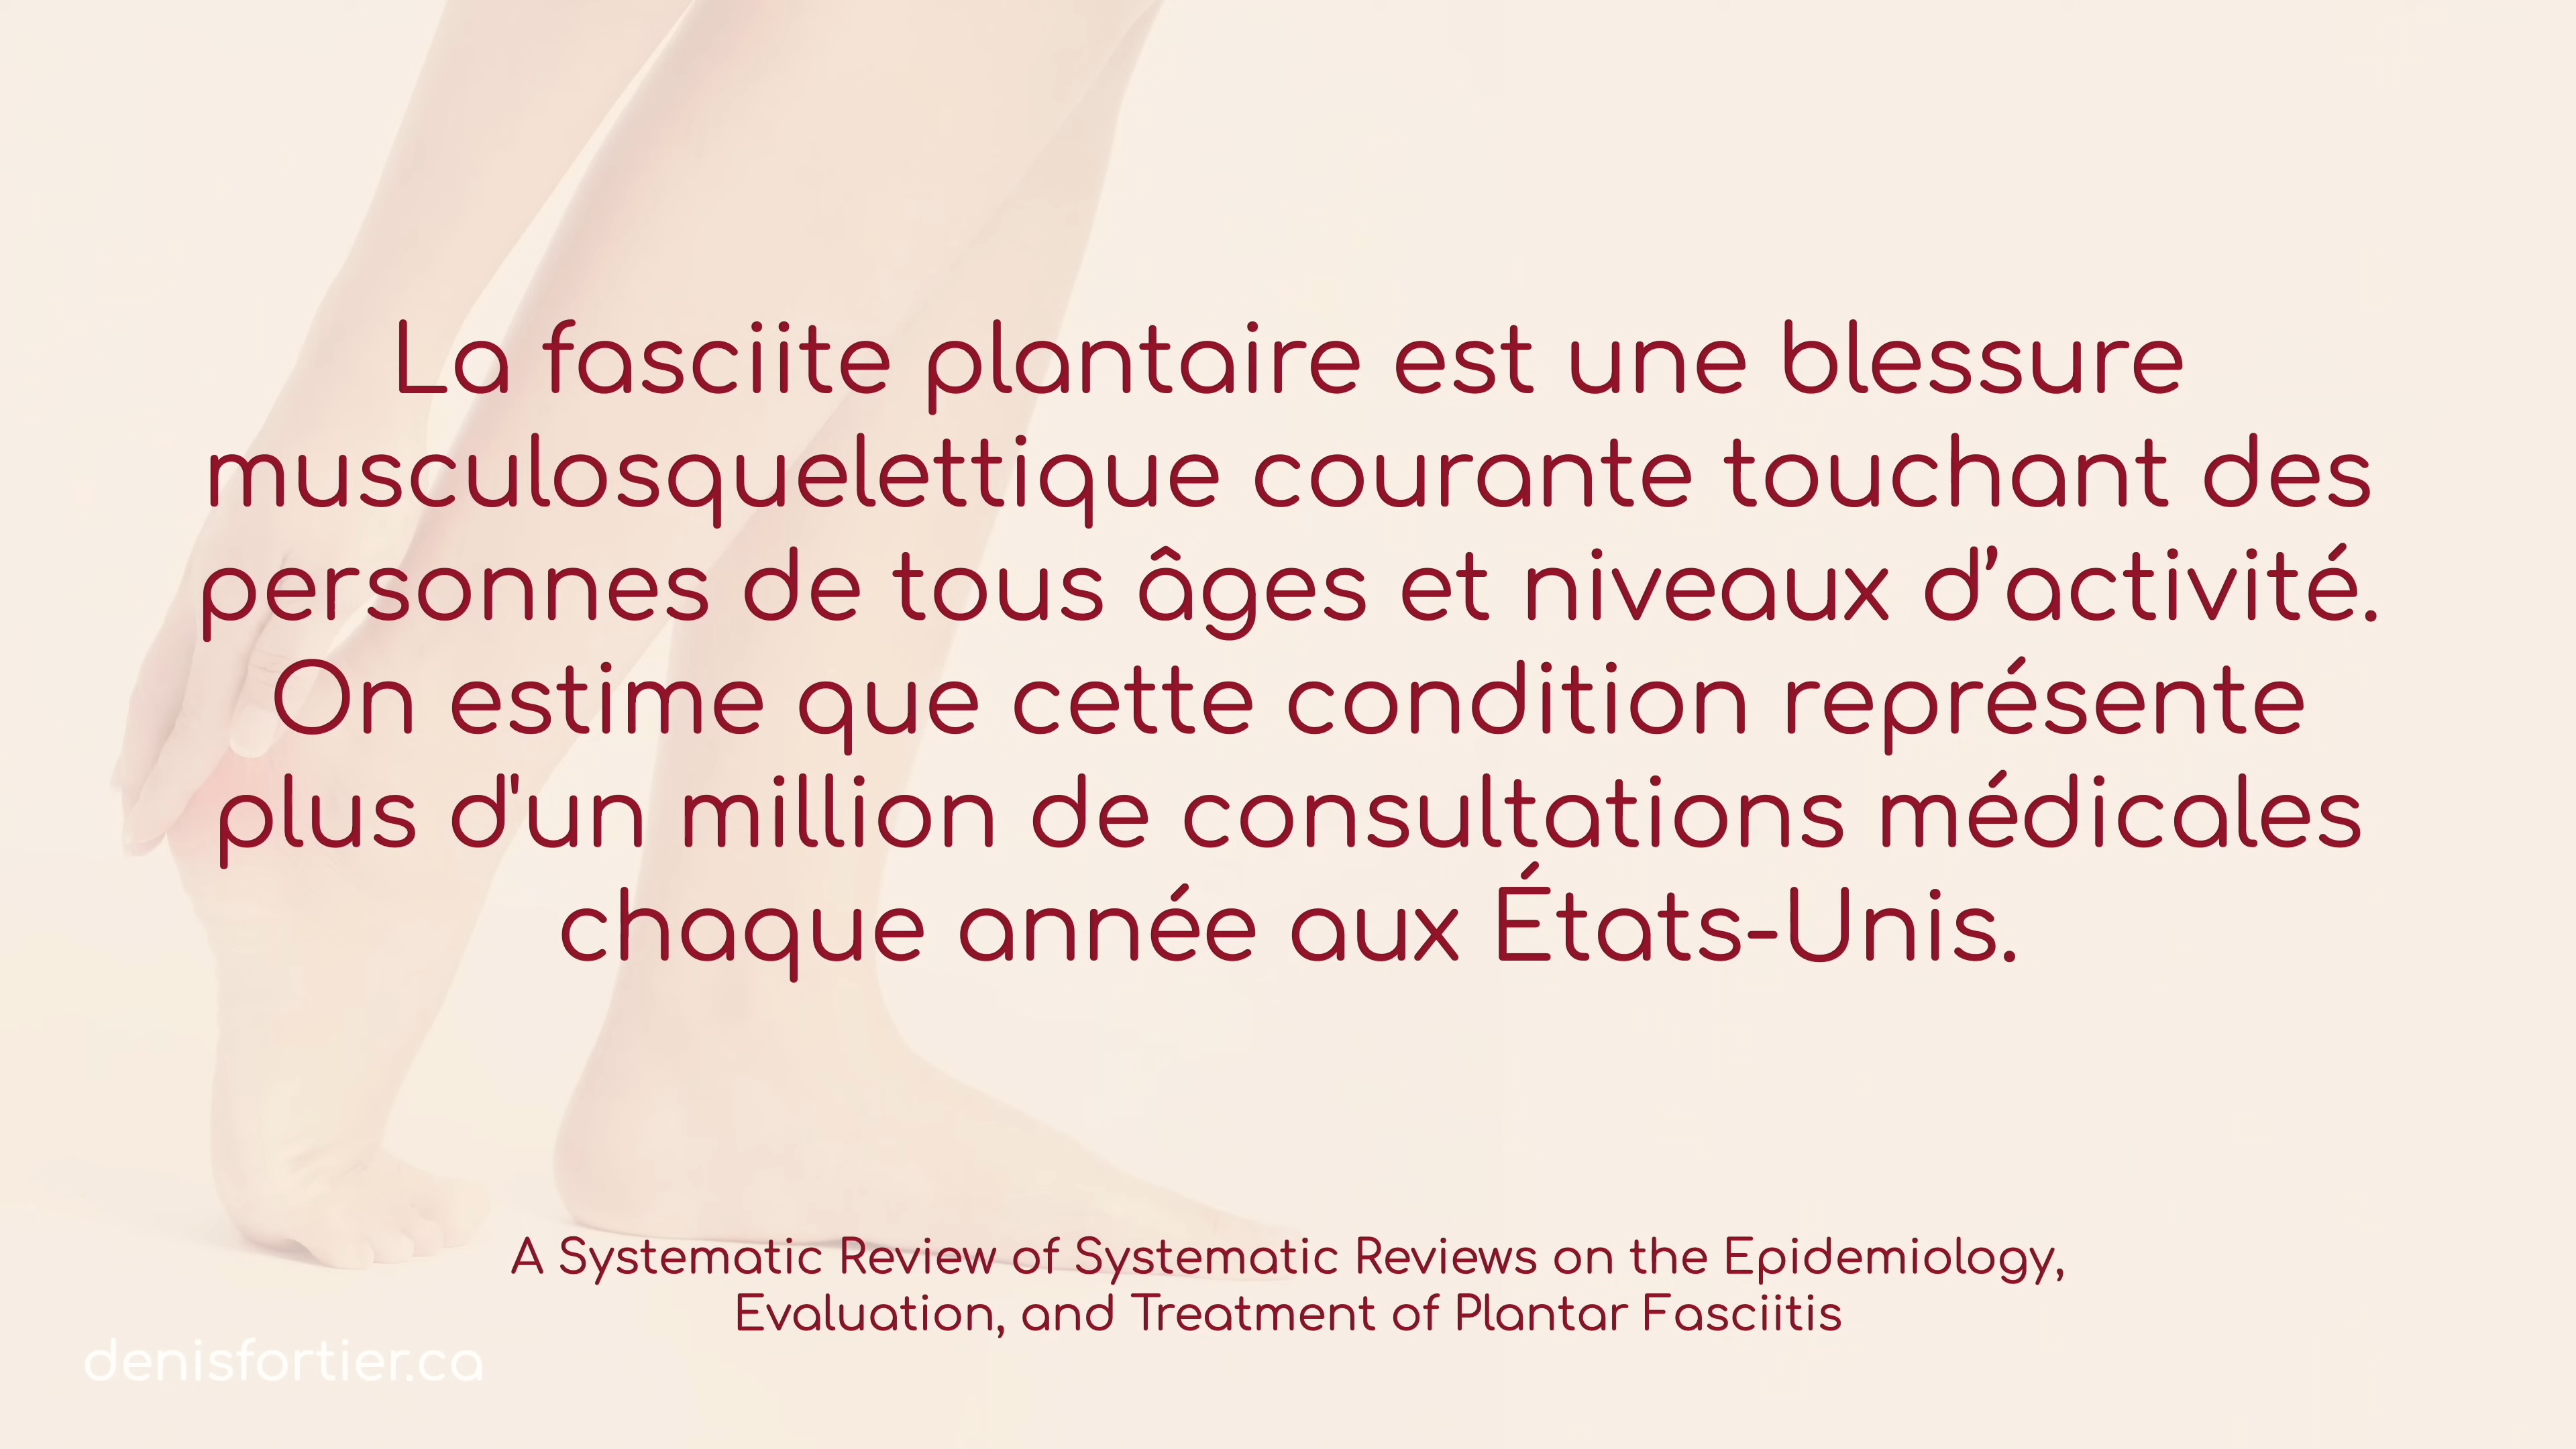 La fasciite plantaire est une blessure
musculosquelettique courante touchant des
personnes de tous âges et niveaux d’activité.
On estime que cette condition représente
plus d'un million de consultations médicales
chaque année aux États-Unis.
A Systematic Review of Systematic Reviews on the Epidemiology,
Evaluation, and Treatment of Plantar Fasciitis
denisfortier.ca